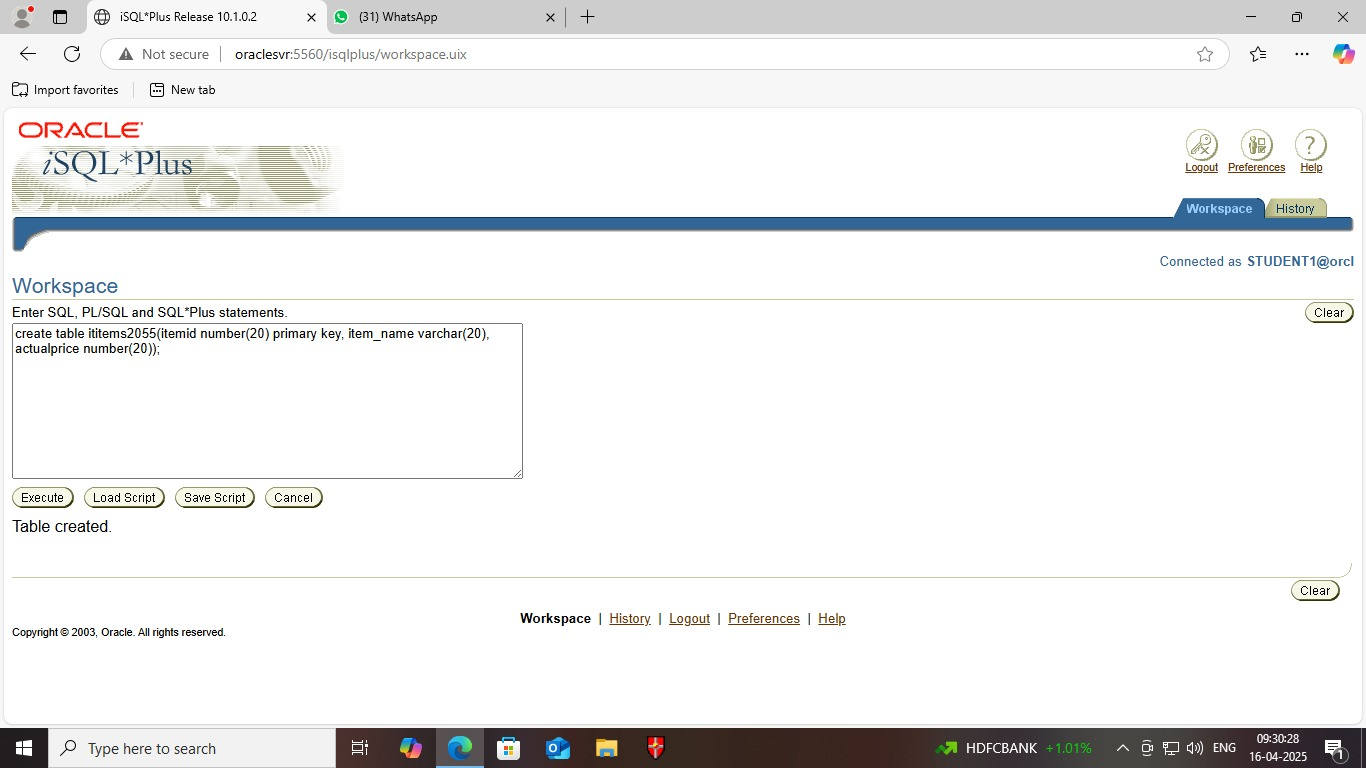 iSQL*Plus Release 10.1.0.2
(31) WhatsApp
Not secure
oraclesvr:5560/isqlplus/workspace.uix
Import favorites
New tab
ORACLE
iSQL*Plus
Logout
Preferences
Help
Workspace
History
Connected as STUDENT1@orcl
Workspace
Enter SQL, PL/SQL and SQL*Plus statements.
Clear
create table ititems2055(itemid number(20) primary key, item_name varchar(20),
actualprice number(20));
Execute
Load Script
Save Script
Cancel
Table created.
Clear
Workspace | History | Logout | Preferences | Help
Copyright © 2003, Oracle. All rights reserved.
Type here to search
HDFCBANK +1.01%
ENG
09:30:28
16-04-2025
1